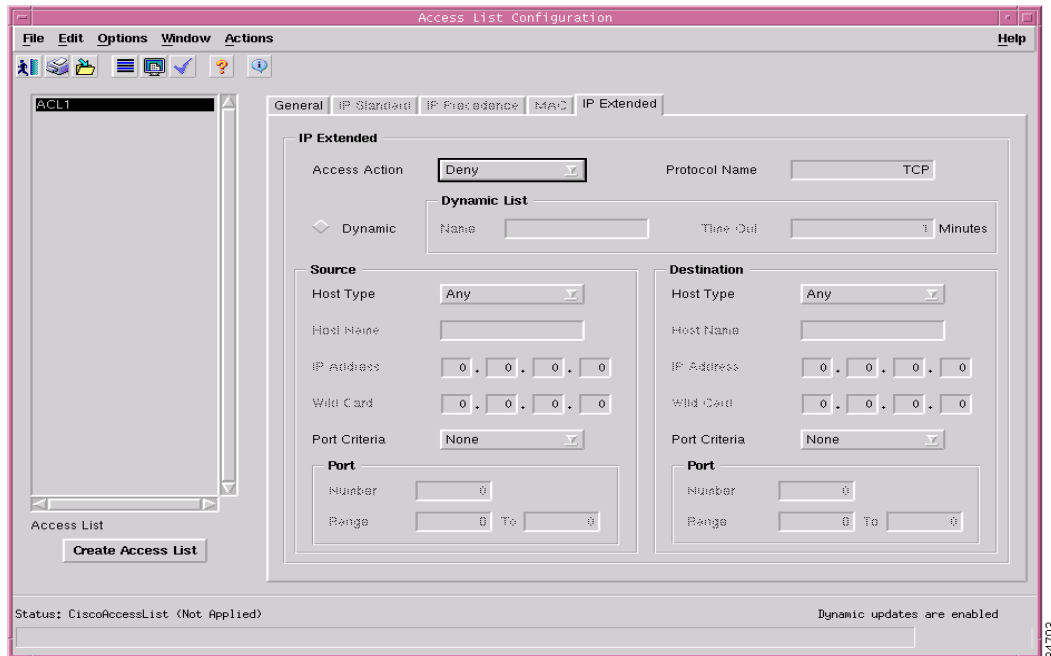 Access List Configuration
File Edit Options Window Actions Help
ACL1
General IP Standard IP Precedence MAC IP Extended
IP Extended
Access Action Deny Protocol Name TCP
Dynamic List
Dynamic Name Time Out 1 Minutes
Source Destination
Host Type Any Host Type Any
Host Name Host Name
IP Address 0 . 0 . 0 . 0 IP Address 0 . 0 . 0 . 0
Wild Card 0 . 0 . 0 . 0 Wild Card 0 . 0 . 0 . 0
Port Criteria None Port Criteria None
Port Port
Number 0 Number 0
Range 0 To 0 Range 0 To 0
Access List
Create Access List
Status: CiscoAccessList (Not Applied) Dynamic updates are enabled
84703